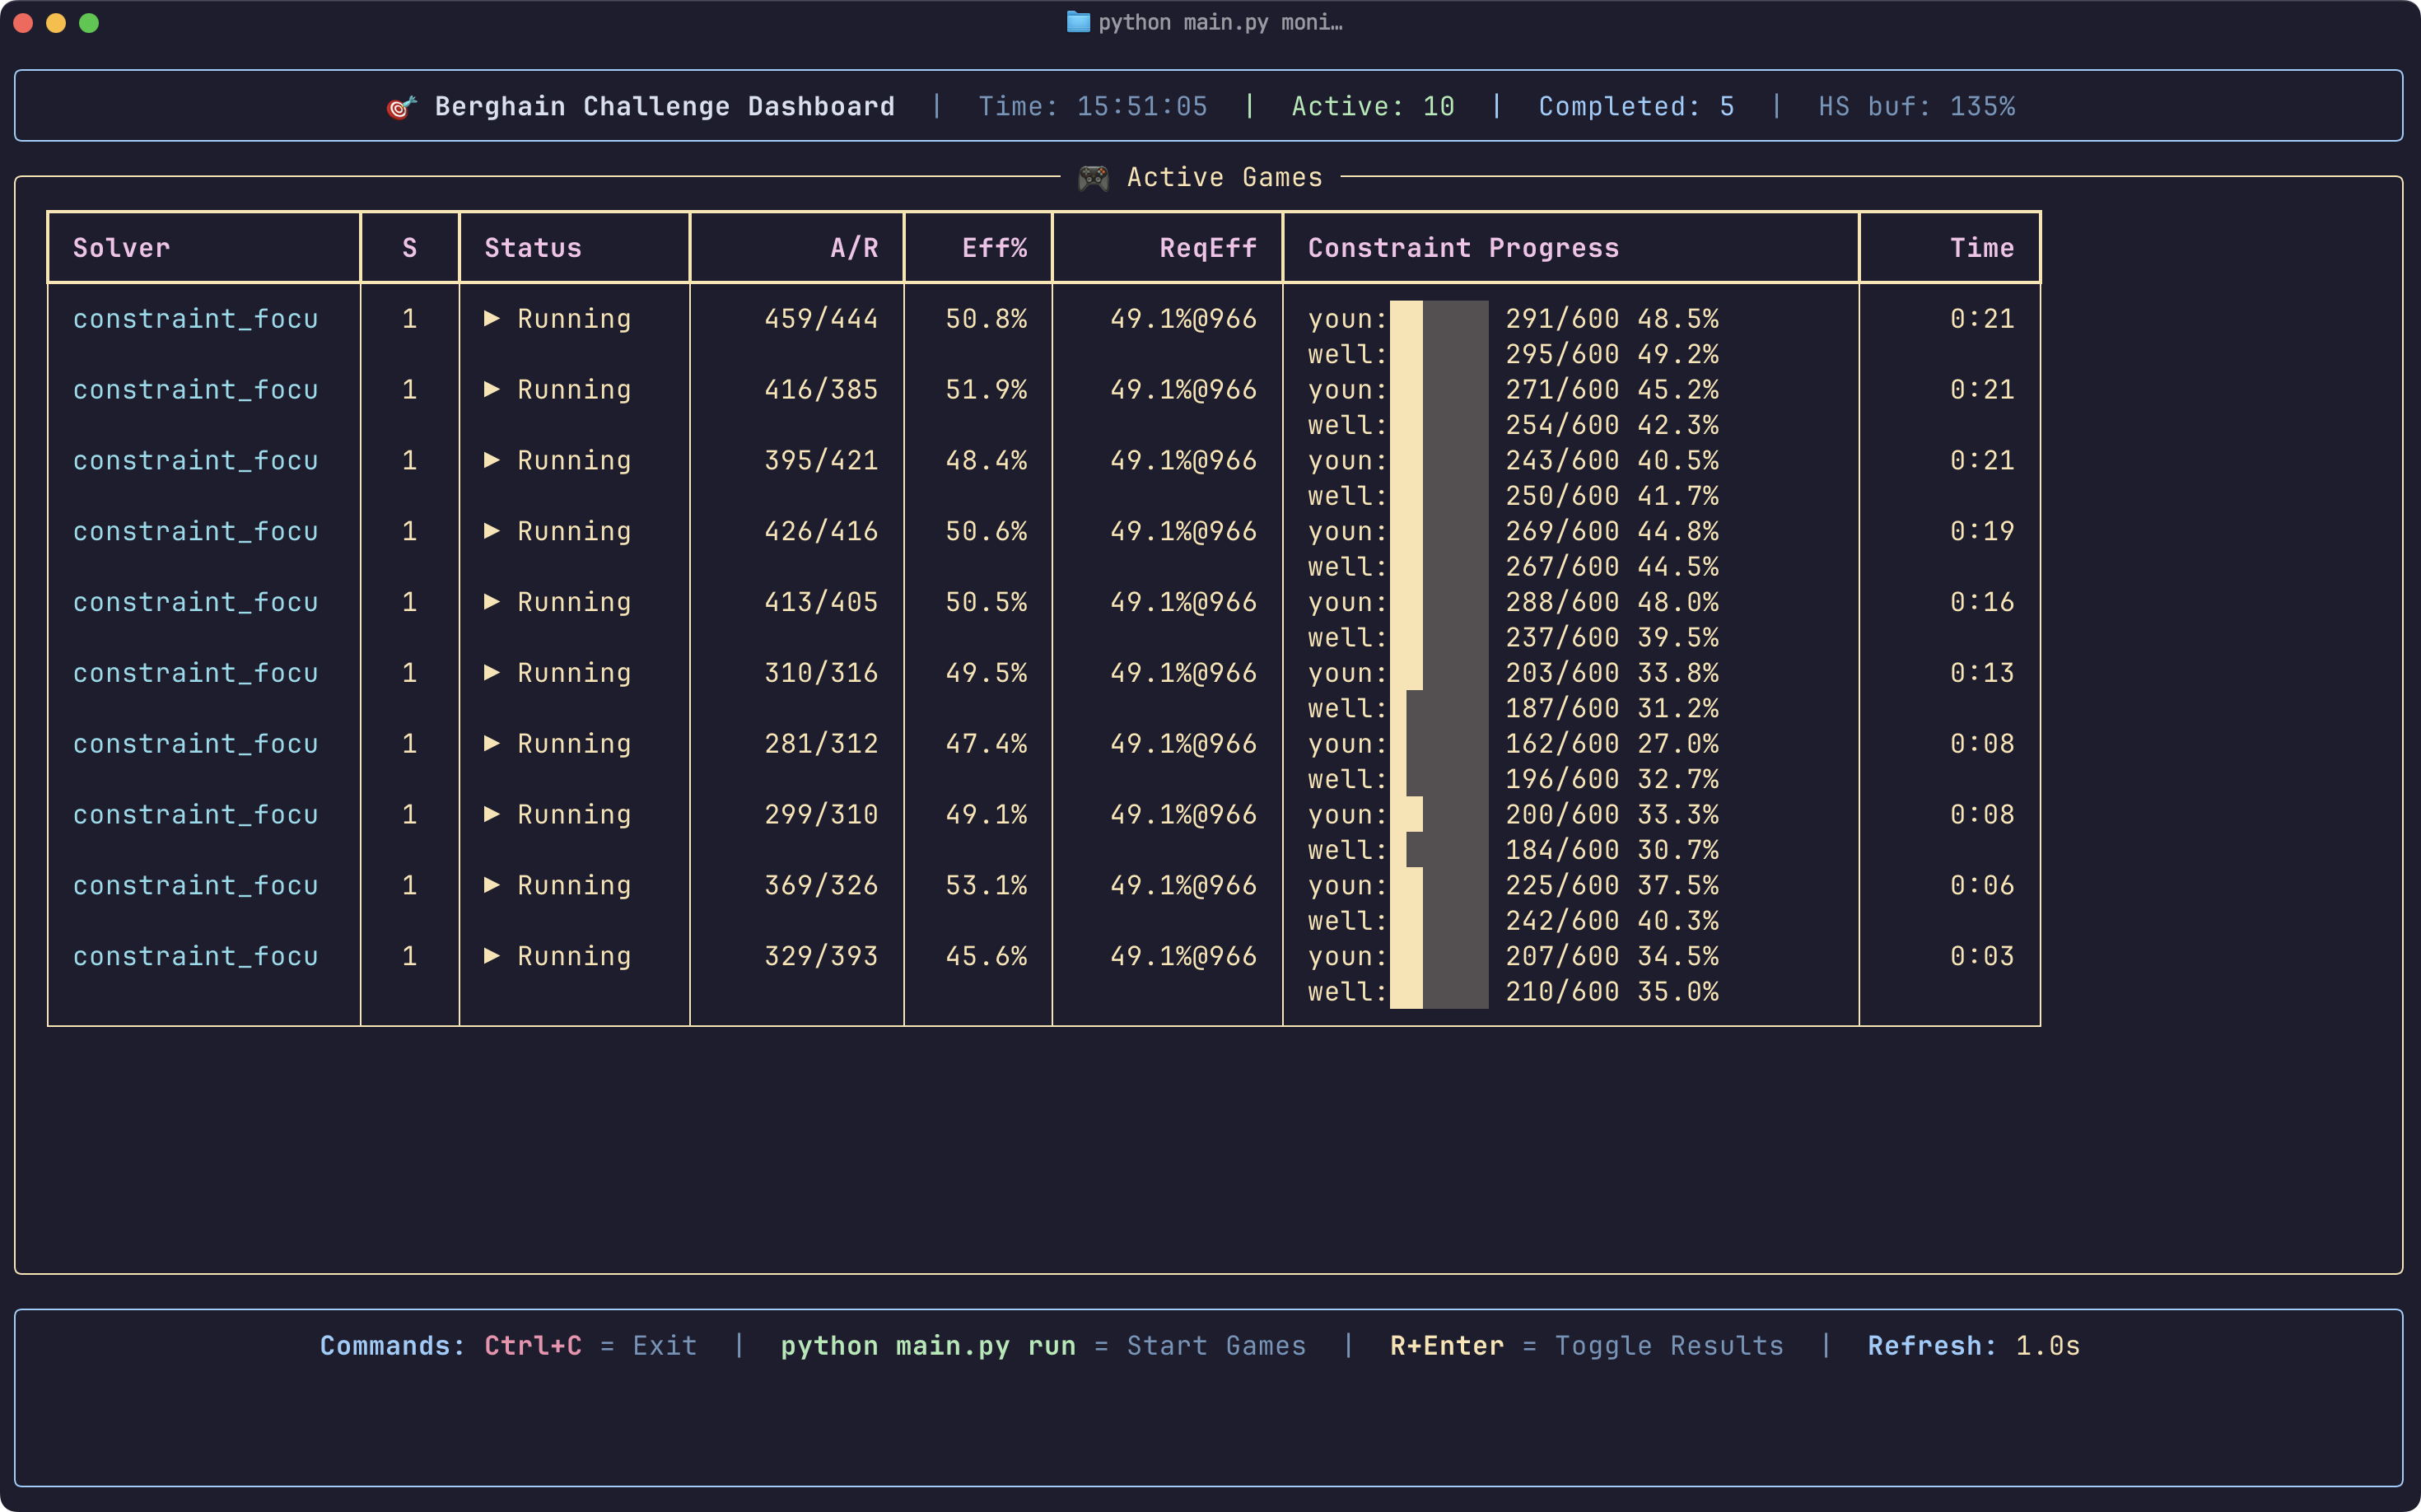 python main.py moni…
🎯 Berghain Challenge Dashboard | Time: 15:51:05 | Active: 10 | Completed: 5 | HS buf: 135%
🎮 Active Games
Solver S Status A/R Eff% ReqEff Constraint Progress Time
constraint_focu 1 ▶ Running 459/444 50.8% 49.1%@966 youn: 291/600 48.5% 0:21
well: 295/600 49.2%
constraint_focu 1 ▶ Running 416/385 51.9% 49.1%@966 youn: 271/600 45.2% 0:21
well: 254/600 42.3%
constraint_focu 1 ▶ Running 395/421 48.4% 49.1%@966 youn: 243/600 40.5% 0:21
well: 250/600 41.7%
constraint_focu 1 ▶ Running 426/416 50.6% 49.1%@966 youn: 269/600 44.8% 0:19
well: 267/600 44.5%
constraint_focu 1 ▶ Running 413/405 50.5% 49.1%@966 youn: 288/600 48.0% 0:16
well: 237/600 39.5%
constraint_focu 1 ▶ Running 310/316 49.5% 49.1%@966 youn: 203/600 33.8% 0:13
well: 187/600 31.2%
constraint_focu 1 ▶ Running 281/312 47.4% 49.1%@966 youn: 162/600 27.0% 0:08
well: 196/600 32.7%
constraint_focu 1 ▶ Running 299/310 49.1% 49.1%@966 youn: 200/600 33.3% 0:08
well: 184/600 30.7%
constraint_focu 1 ▶ Running 369/326 53.1% 49.1%@966 youn: 225/600 37.5% 0:06
well: 242/600 40.3%
constraint_focu 1 ▶ Running 329/393 45.6% 49.1%@966 youn: 207/600 34.5% 0:03
well: 210/600 35.0%
Commands: Ctrl+C = Exit | python main.py run = Start Games | R+Enter = Toggle Results | Refresh: 1.0s